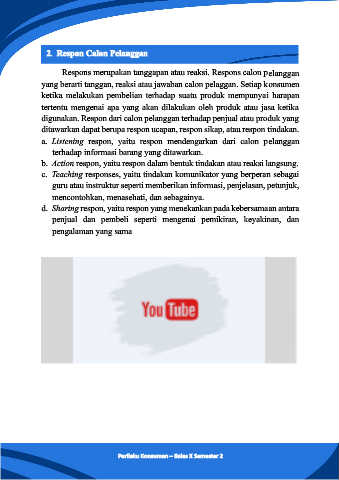 2. Respon Calon Pelanggan
Respons merupakan tanggapan atau reaksi. Respons calon pelanggan
yang berarti tanggan, reaksi atau jawaban calon pelaggan. Setiap konsumen
ketika melakukan pembelian terhadap suatu produk mempunyai harapan
tertentu mengenai apa yang akan dilakukan oleh produk atau jasa ketika
digunakan. Respon dari calon pelanggan terhadap penjual atau produk yang
ditawarkan dapat berupa respon ucapan, respon sikap, atau respon tindakan.
a. Listening respon, yaitu respon mendengarkan dari calon pelanggan
terhadap informasi barang yang ditawarkan.
b. Action respon, yaitu respon dalam bentuk tindakan atau reaksi langsung.
c. Teaching responses, yaitu tindakan komunikator yang berperan sebagai
guru atau instruktur seperti memberikan informasi, penjelasan, petunjuk,
mencontohkan, menasehati, dan sebagainya.
d. Sharing respon, yaitu respon yang menekankan pada kebersamaan antara
penjual dan pembeli seperti mengenai pemikiran, keyakinan, dan
pengalaman yang sama
YouTube
Perilaku Konsumen – Kelas X Semester 2